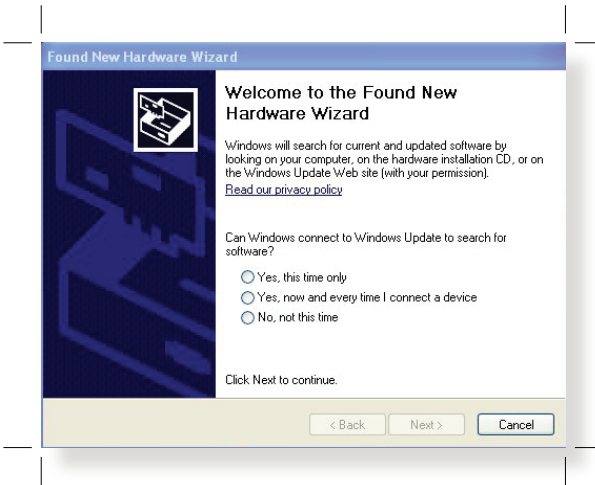 Found New Hardware Wizard
Welcome to the Found New
Hardware Wizard
Windows will search for current and updated software by
looking on your computer, on the hardware installation CD, or on
the Windows Update Web site (with your permission).
Read our privacy policy
Can Windows connect to Windows Update to search for
software?
Yes, this time only
Yes, now and every time I connect a device
No, not this time
Click Next to continue.
< Back
Next >
Cancel